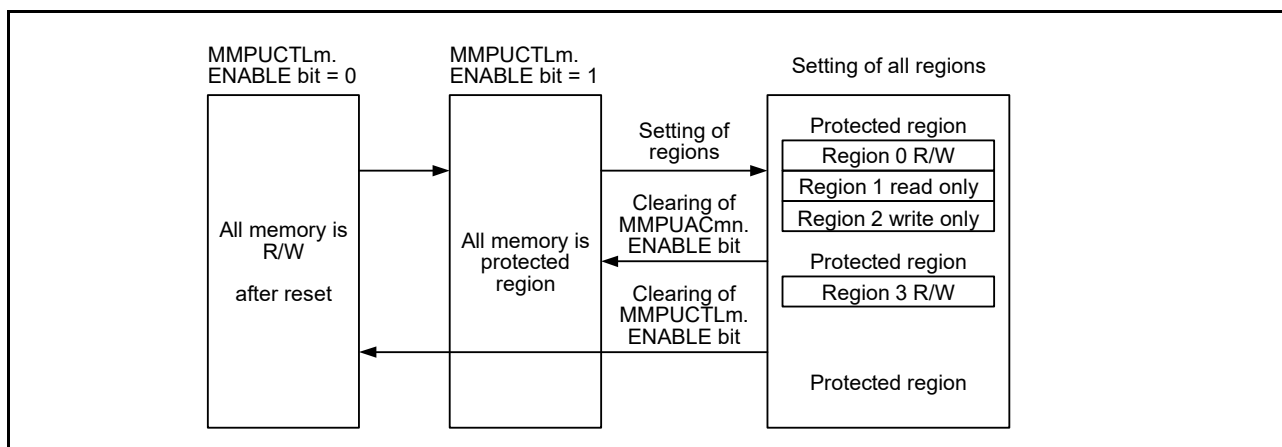 MMPUCTLm.
ENABLE bit = 0
MMPUCTLm.
ENABLE bit = 1
Setting of all regions
All memory is
R/W
after reset
All memory is
protected
region
Setting of
regions
Clearing of
MMPUACmn.
ENABLE bit
Clearing of
MMPUCTLm.
ENABLE bit
Protected region
Region 0 R/W
Region 1 read only
Region 2 write only
Protected region
Region 3 R/W
Protected region